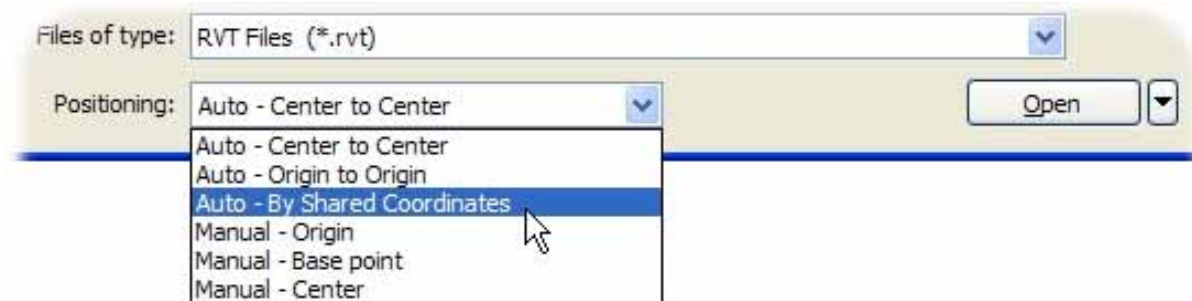 Files of type: RVT Files (*.rvt)
Positioning: Auto - Center to Center Open
Auto - Center to Center
Auto - Origin to Origin
Auto - By Shared Coordinates
Manual - Origin
Manual - Base point
Manual - Center